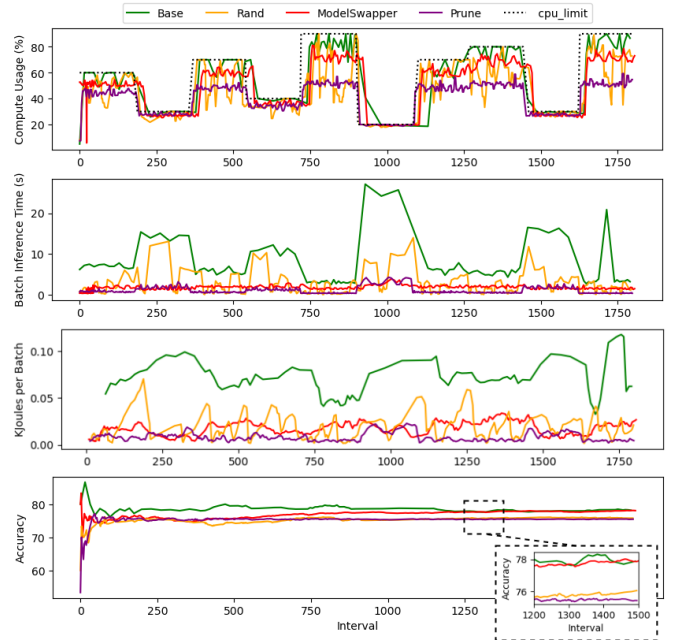 Base Rand ModelSwapper Prune cpu_limit
Compute Usage (%)
80
60
40
20
0 250 500 750 1000 1250 1500 1750
Batch Inference Time (s)
20
10
0
0 250 500 750 1000 1250 1500 1750
KJoules per Batch
0.10
0.05
0.00
0 250 500 750 1000 1250 1500 1750
Accuracy
80
70
60
0 250 500 750 1000 1250
Interval
Accuracy
78
76
1200 1300 1400 1500
Interval